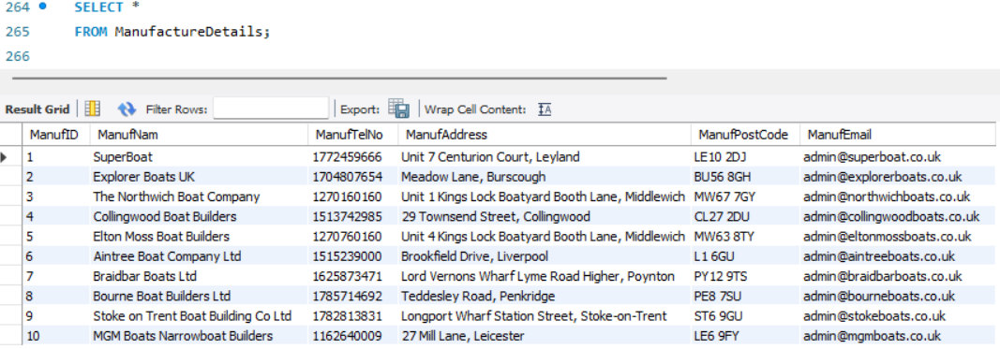 264 SELECT *
265 FROM ManufactureDetails;
266
Result Grid Filter Rows: Export: Wrap Cell Content: IA
ManufID ManufNam ManufTelNo ManufAddress ManufPostCode ManufEmail
1 SuperBoat 1772459666 Unit 7 Centurion Court, Leyland LE10 2DJ admin@superboat.co.uk
2 Explorer Boats UK 1704807654 Meadow Lane, Burscough BU56 8GH admin@explorerboats.co.uk
3 The Northwich Boat Company 1270160160 Unit 1 Kings Lock Boatyard Booth Lane, Middlewich MW67 7GY admin@northwichboats.co.uk
4 Collingwood Boat Builders 1513742985 29 Townsend Street, Collingwood CL27 2DU admin@collingwoodboats.co.uk
5 Elton Moss Boat Builders 1270760160 Unit 4 Kings Lock Boatyard Booth Lane, Middlewich MW63 8TY admin@eltonmossboats.co.uk
6 Aintree Boat Company Ltd 1515239000 Brookfield Drive, Liverpool L1 6GU admin@aintreeboats.co.uk
7 Braidbar Boats Ltd 1625873471 Lord Vernons Wharf Lyme Road Higher, Poynton PY12 9TS admin@braidbarboats.co.uk
8 Bourne Boat Builders Ltd 1785714692 Teddesley Road, Penkridge PE8 7SU admin@bourneboats.co.uk
9 Stoke on Trent Boat Building Co Ltd 1782813831 Longport Wharf Station Street, Stoke-on-Trent ST6 9GU admin@stokeboats.co.uk
10 MGM Boats Narrowboat Builders 1162640009 27 Mill Lane, Leicester LE6 9FY admin@mgmboats.co.uk